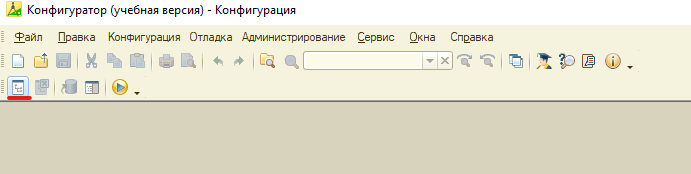 Конфигуратор (учебная версия) - Конфигурация
Файл Правка Конфигурация Отладка Администрирование Сервис Окна Справка